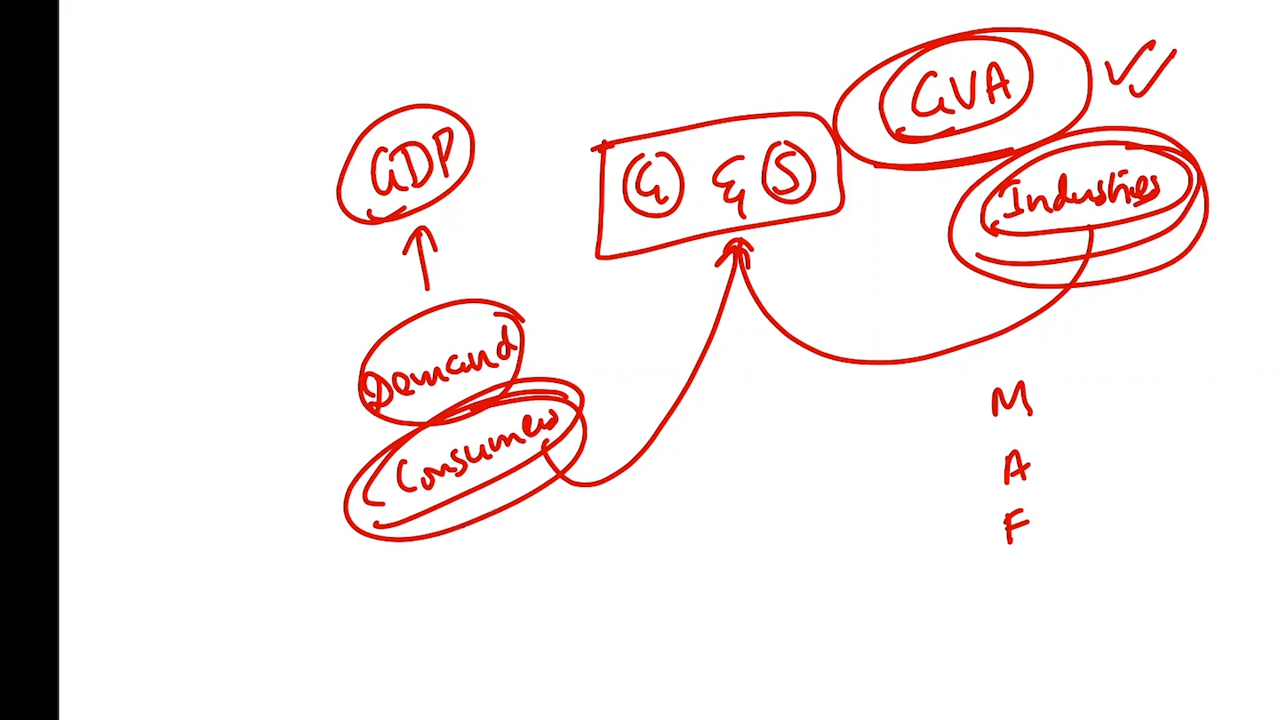 GVA
GDP
G & S
Industries
Demand
Consumer
M
A
F